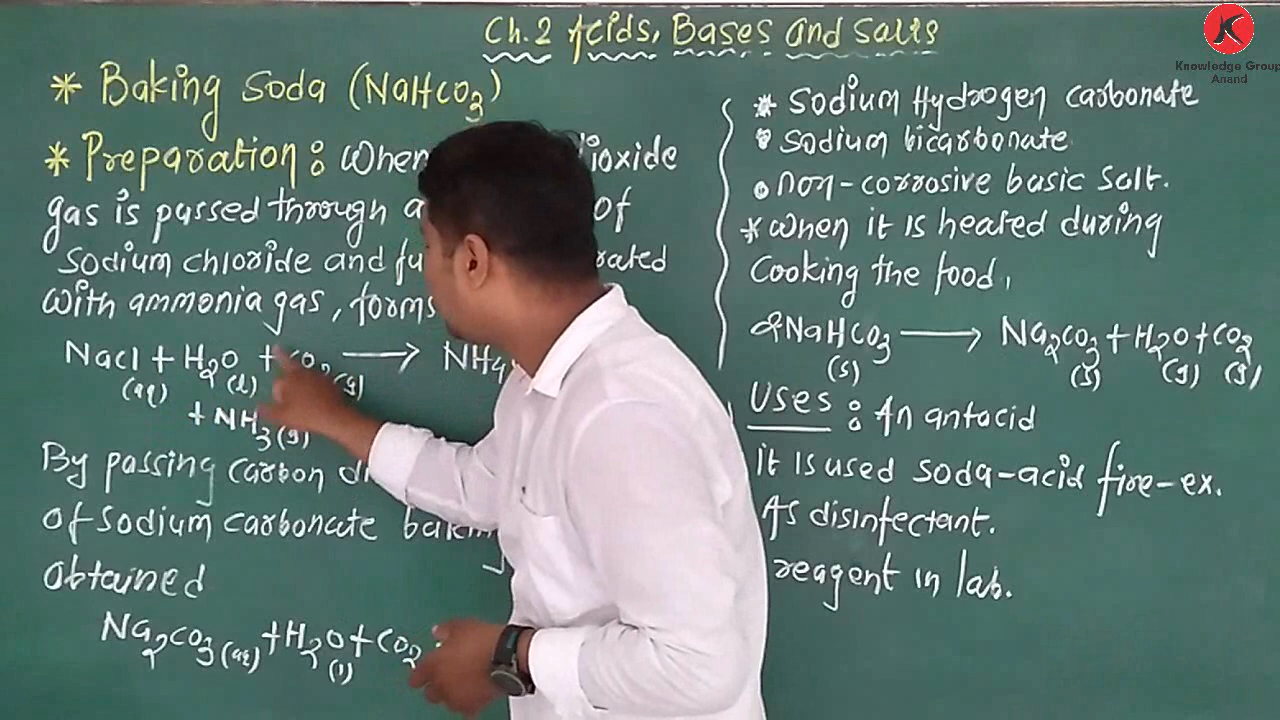 Ch.2 Acids, Bases and Salts
K
Knowledge Group
Anand
* Baking Soda (NaHCO3)
* Preparation : When ioxide
gas is passed through a of
Sodium chloride and fu rated
with ammonia gas, forms
NaCl + H2O + CO2 → NH4
(aq) (l) (g)
+ NH3(g)
By passing carbon di
of Sodium carbonate bakin
obtained
Na2CO3(aq) + H2O + CO2
(l)
* Sodium Hydrogen carbonate
• Sodium bicarbonate
• non-corrosive basic salt.
* when it is heated during
cooking the food,
2NaHCO3 → Na2CO3 + H2O + CO2
(s) (s) (g) (g)
Uses : An antacid
it is used soda-acid fire-ex.
As disinfectant.
reagent in lab.